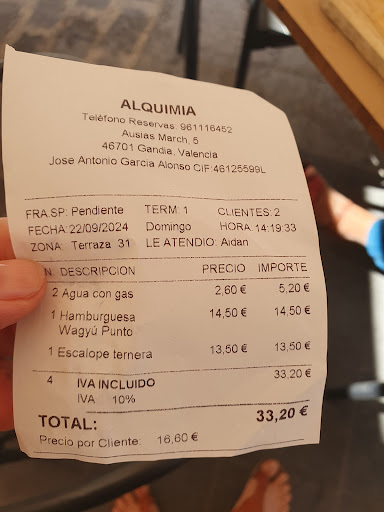 ALQUIMIA
Teléfono Reservas: 961116452
Ausias March, 5
46701 Gandia, Valencia
Jose Antonio Garcia Alonso CIF:46125599L
FRA.SP: Pendiente TERM: 1 CLIENTES: 2
FECHA: 22/09/2024 Domingo HORA: 14:19:33
ZONA: Terraza 31 LE ATENDIO: Aidan
N. DESCRIPCION PRECIO IMPORTE
2 Agua con gas 2,60 € 5,20 €
1 Hamburguesa 14,50 € 14,50 €
Wagyú Punto
1 Escalope ternera 13,50 € 13,50 €
4 IVA INCLUIDO 33,20 €
IVA 10%
TOTAL: 33,20 €
Precio por Cliente: 16,60 €